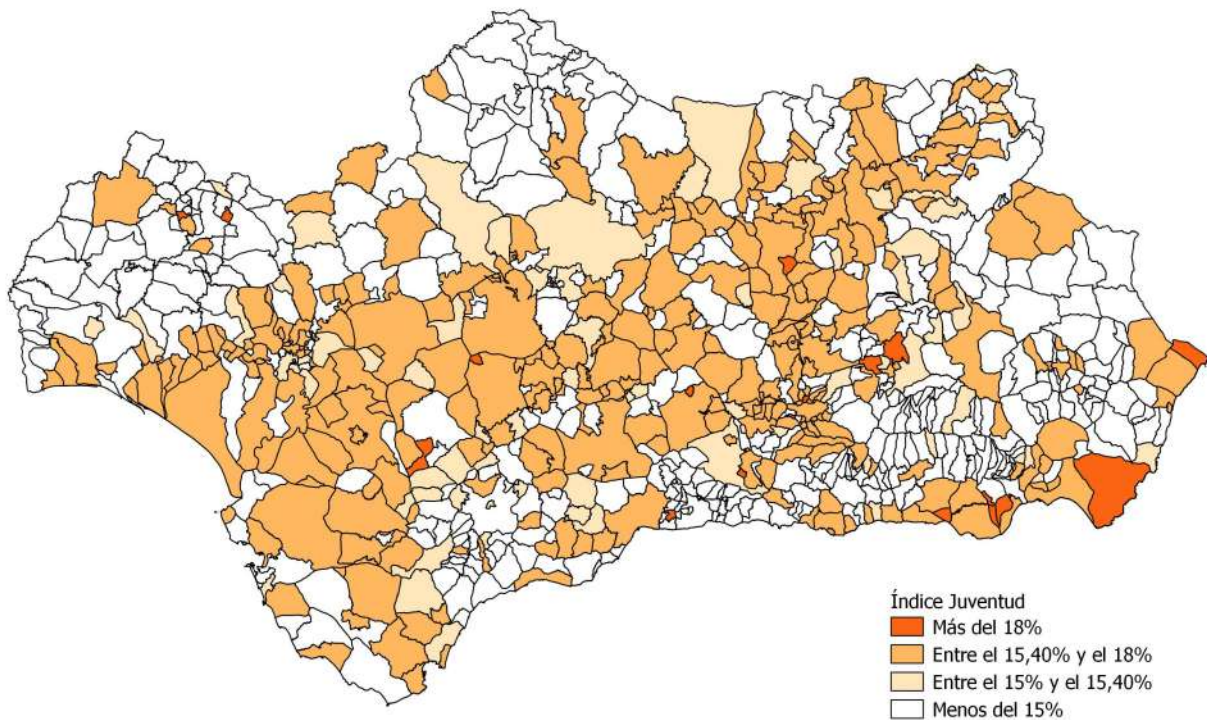 Índice Juventud
Más del 18%
Entre el 15,40% y el 18%
Entre el 15% y el 15,40%
Menos del 15%